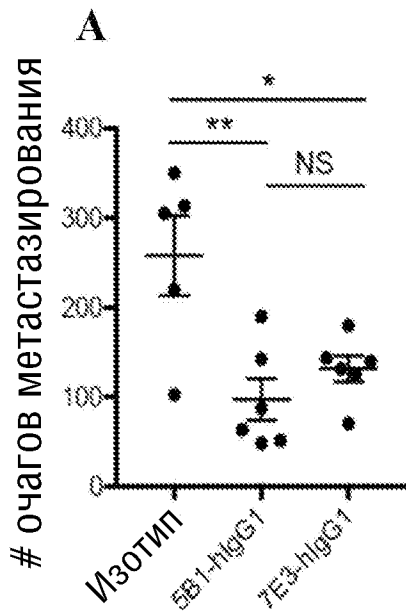 A
# очагов метастазирования
*
**
NS
400
300
200
100
0
Изотип
5B1-hIgG1
7E3-hIgG1